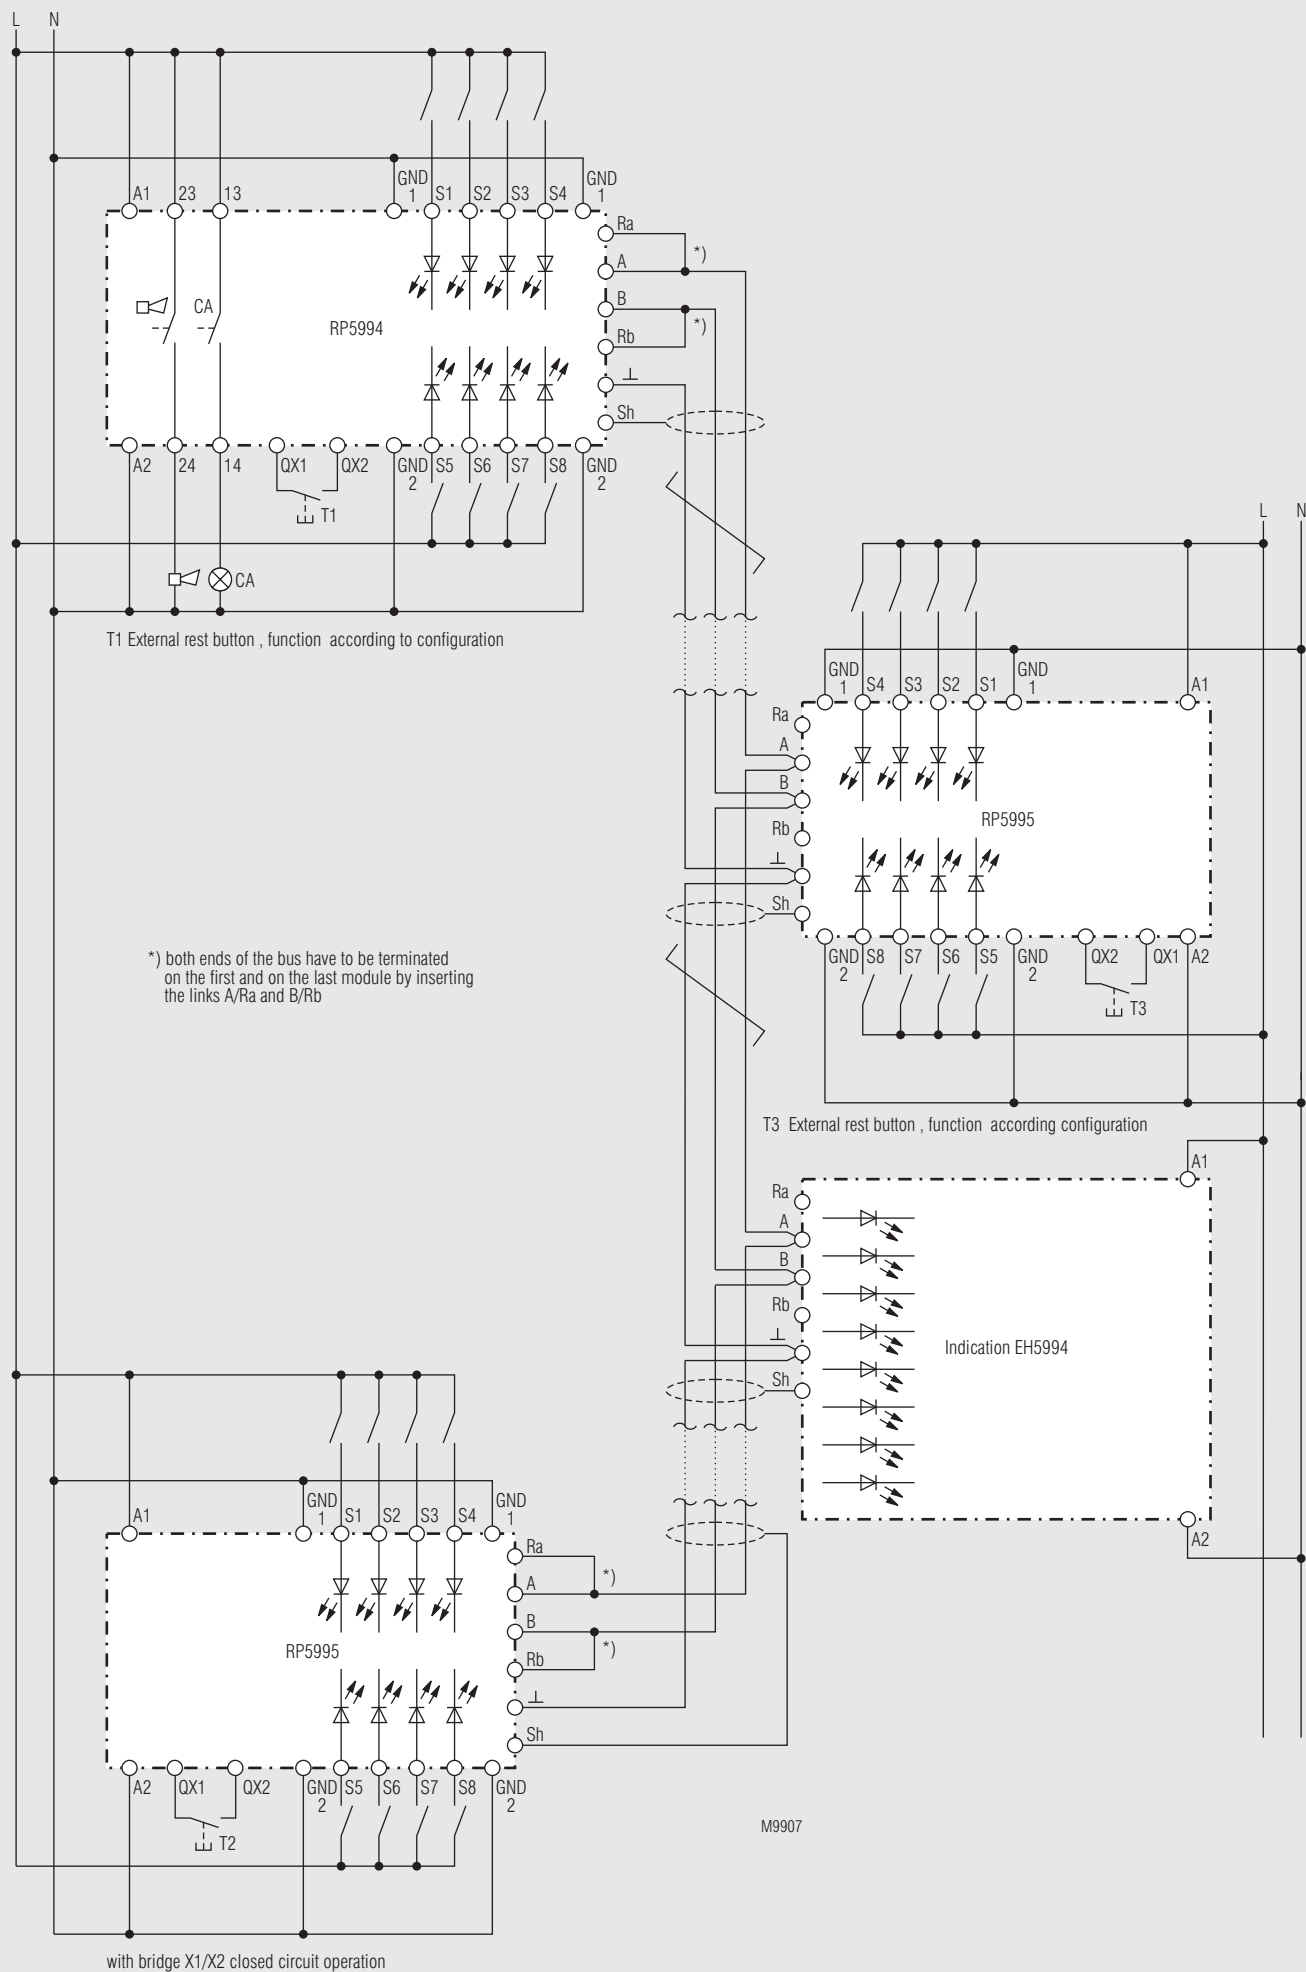 L N
GND 1 S1 S2 S3 S4 GND 1
A1 23 13
Ra
*)
A
CA
B
RP5994
*)
Rb
⊥
Sh
A2 24 14 QX1 QX2 GND 2 S5 S6 S7 S8 GND 2
T1
L N
CA
T1 External rest button , function according to configuration
GND 1 S4 S3 S2 S1 GND 1 A1
Ra
A
B
RP5995
Rb
⊥
Sh
GND 2 S8 S7 S6 S5 GND 2 QX2 QX1 A2
T3
*) both ends of the bus have to be terminated
on the first and on the last module by inserting
the links A/Ra and B/Rb
T3 External rest button , function according configuration
A1
Ra
A
B
Rb
⊥
Indication EH5994
Sh
A2
A1 GND 1 S1 S2 S3 S4 GND 1
Ra
*)
A
B
RP5995
*)
Rb
⊥
Sh
A2 QX1 QX2 GND 2 S5 S6 S7 S8 GND 2
T2
M9907
with bridge X1/X2 closed circuit operation